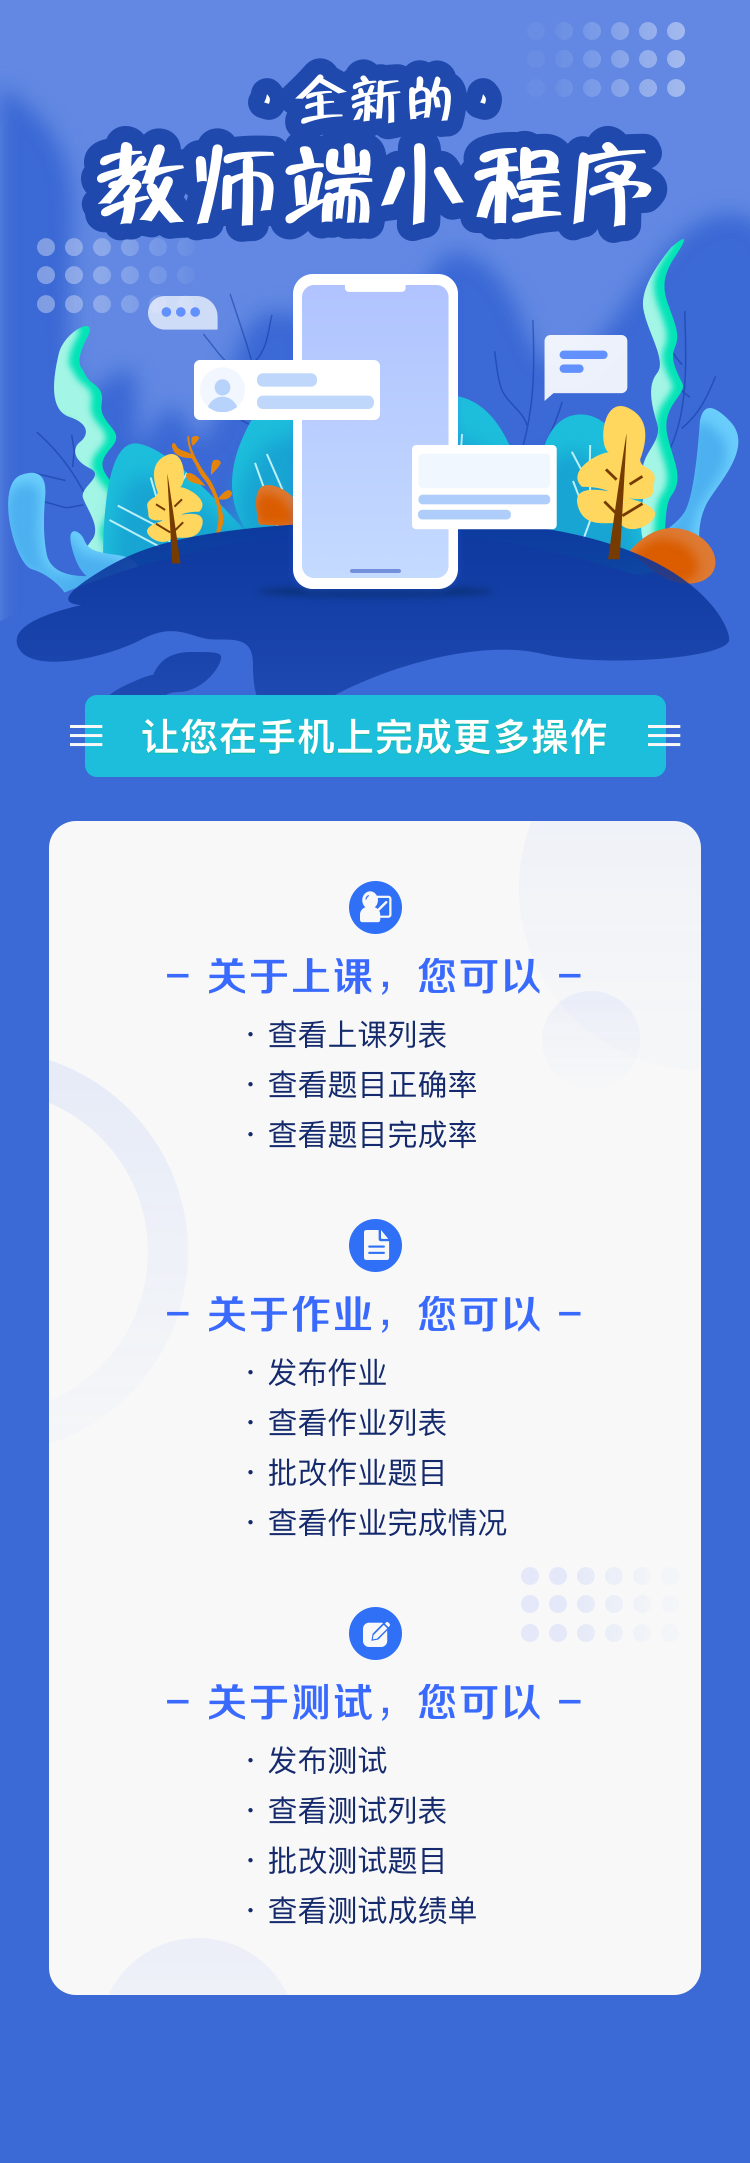 ·全新的·
教师端小程序
让您在手机上完成更多操作
- 关于上课，您可以 -
· 查看上课列表
· 查看题目正确率
· 查看题目完成率
- 关于作业，您可以 -
· 发布作业
· 查看作业列表
· 批改作业题目
· 查看作业完成情况
- 关于测试，您可以 -
· 发布测试
· 查看测试列表
· 批改测试题目
· 查看测试成绩单